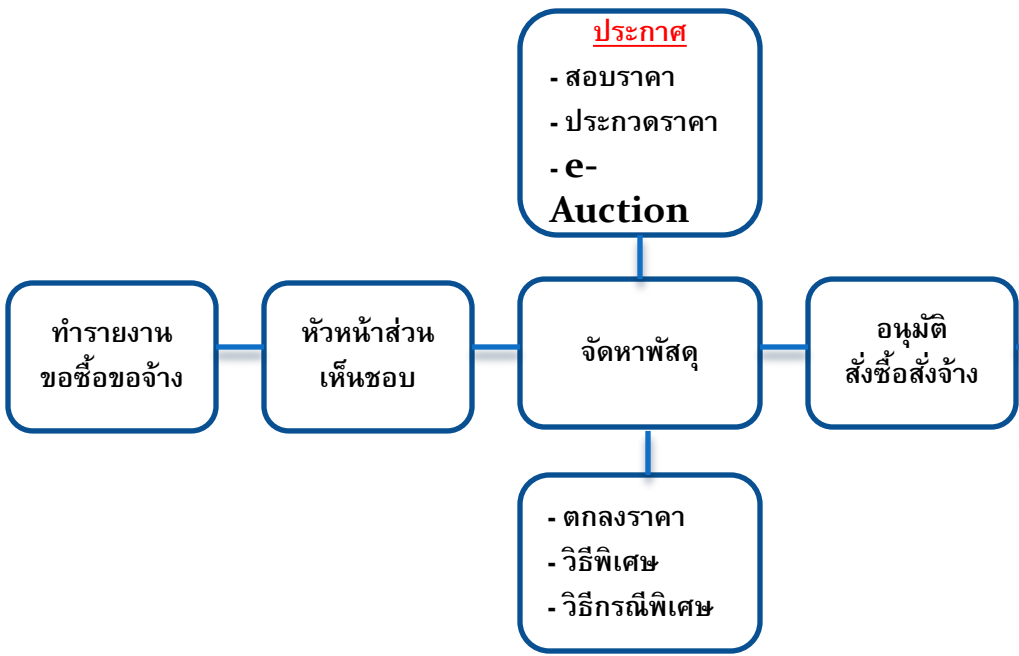 ประกาศ
- สอบราคา
- ประกวดราคา
- e-
Auction
ทำรายงาน
ขอซื้อขอจ้าง
หัวหน้าส่วน
เห็นชอบ
จัดหาพัสดุ
อนุมัติ
สั่งซื้อสั่งจ้าง
- ตกลงราคา
- วิธีพิเศษ
- วิธีกรณีพิเศษ